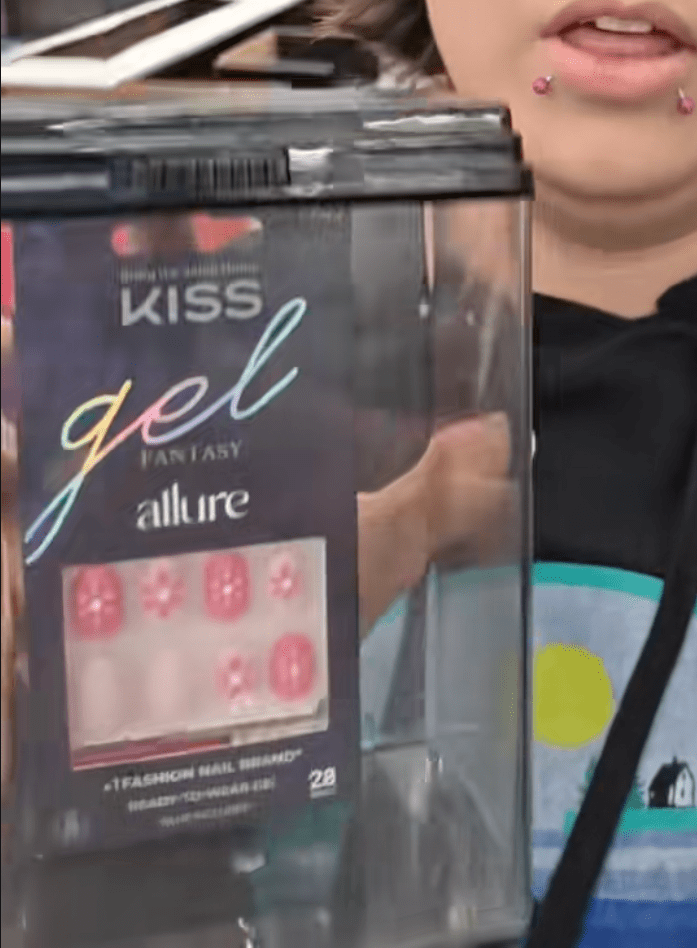 KISS
gel
FANTASY
allure
#1 FASHION NAIL BRAND*
READY-TO-WEAR GEL
28